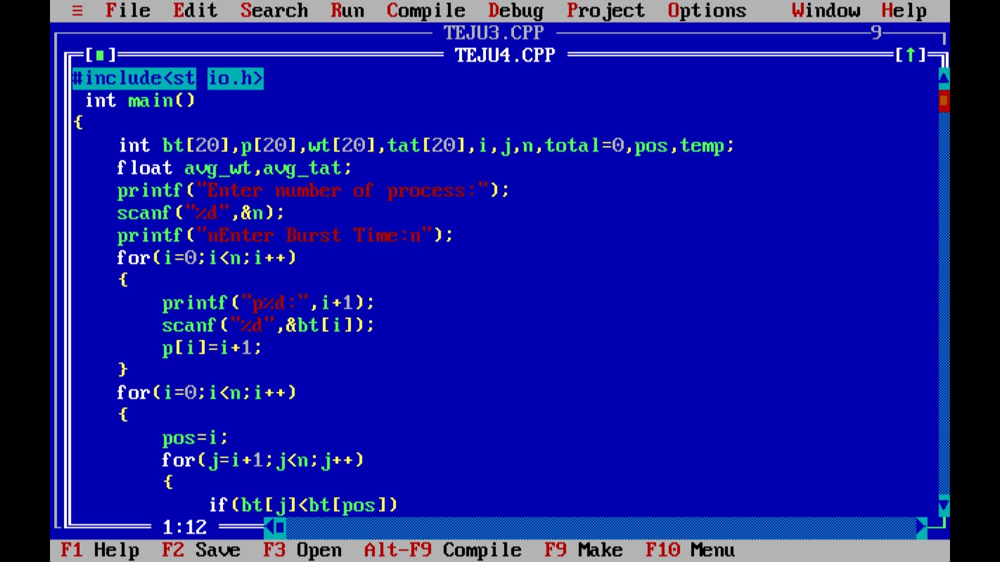 ≡ File Edit Search Run Compile Debug Project Options Window Help
TEJU3.CPP 9
[■] TEJU4.CPP [↑]
#include<st io.h>
 int main()
{
    int bt[20],p[20],wt[20],tat[20],i,j,n,total=0,pos,temp;
    float avg_wt,avg_tat;
    printf("Enter number of process:");
    scanf("%d",&n);
    printf("nEnter Burst Time:n");
    for(i=0;i<n;i++)
    {
        printf("p%d:",i+1);
        scanf("%d",&bt[i]);
        p[i]=i+1;
    }
    for(i=0;i<n;i++)
    {
        pos=i;
        for(j=i+1;j<n;j++)
        {
            if(bt[j]<bt[pos])
1:12
F1 Help F2 Save F3 Open Alt-F9 Compile F9 Make F10 Menu